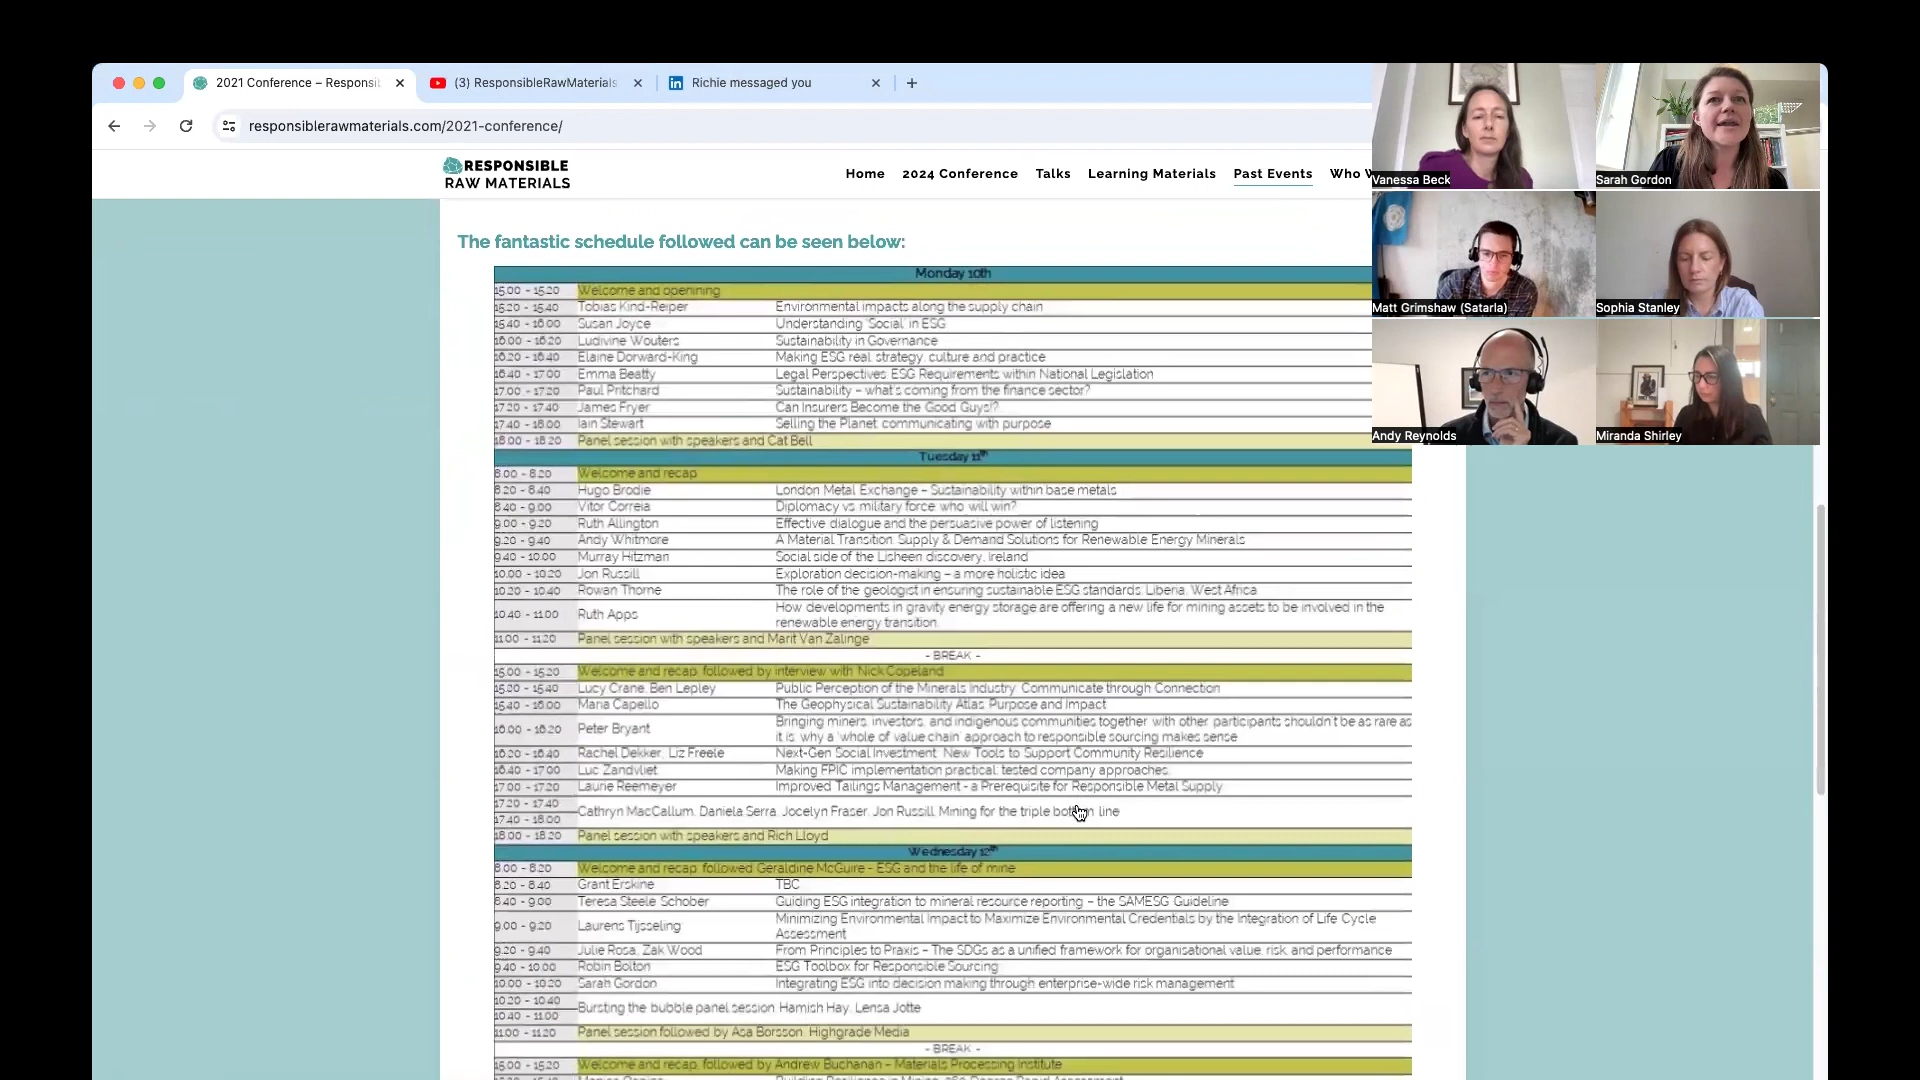 2021 Conference – Responsi
(3) ResponsibleRawMaterials
Richie messaged you
responsiblerawmaterials.com/2021-conference/
RESPONSIBLE
RAW MATERIALS
Home 2024 Conference Talks Learning Materials Past Events Who
Vanessa Beck
Sarah Gordon
Matt Grimshaw (Satarla)
Sophia Stanley
Andy Reynolds
Miranda Shirley
The fantastic schedule followed can be seen below:
Monday 10th
15.00 - 15.20 Welcome and openining
15.20 - 15.40 Tobias Kind-Reiper Environmental impacts along the supply chain
15.40 - 16.00 Susan Joyce Understanding 'Social' in ESG
16.00 - 16.20 Ludivine Wouters Sustainability in Governance
16.20 - 16.40 Elaine Dorward-King Making ESG real: strategy, culture and practice
16.40 - 17.00 Emma Beatty Legal Perspectives: ESG Requirements within National Legislation
17.00 - 17.20 Paul Pritchard Sustainability – what's coming from the finance sector?
17.20 - 17.40 James Fryer Can Insurers Become the Good Guys!?
17.40 - 18.00 Iain Stewart Selling the Planet: communicating with purpose
18.00 - 18.20 Panel session with speakers and Cat Bell
Tuesday 11th
8.00 - 8.20 Welcome and recap
8.20 - 8.40 Hugo Brodie London Metal Exchange – Sustainability within base metals
8.40 - 9.00 Vitor Correia Diplomacy vs. military force: who will win?
9.00 - 9.20 Ruth Allington Effective dialogue and the persuasive power of listening
9.20 - 9.40 Andy Whitmore A Material Transition: Supply & Demand Solutions for Renewable Energy Minerals
9.40 - 10.00 Murray Hitzman Social side of the Lisheen discovery, Ireland
10.00 - 10.20 Jon Russill Exploration decision-making – a more holistic idea
10.20 - 10.40 Rowan Thorne The role of the geologist in ensuring sustainable ESG standards: Liberia, West Africa
10.40 - 11.00 Ruth Apps How developments in gravity energy storage are offering a new life for mining assets to be involved in the
renewable energy transition.
11.00 - 11.20 Panel session with speakers and Marit Van Zalinge
- BREAK -
15.00 - 15.20 Welcome and recap, followed by interview with Nick Copeland
15.20 - 15.40 Lucy Crane, Ben Lepley Public Perception of the Minerals Industry: Communicate through Connection
15.40 - 16.00 Maria Capello The Geophysical Sustainability Atlas: Purpose and Impact
16.00 - 16.20 Peter Bryant Bringing miners, investors, and indigenous communities together with other participants shouldn't be as rare as
it is: why a 'whole of value chain' approach to responsible sourcing makes sense
16.20 - 16.40 Rachel Dekker, Liz Freele Next-Gen Social Investment: New Tools to Support Community Resilience
16.40 - 17.00 Luc Zandvliet Making FPIC implementation practical: tested company approaches.
17.00 - 17.20 Laurie Reemeyer Improved Tailings Management - a Prerequisite for Responsible Metal Supply
17.20 - 17.40
17.40 - 18.00 Cathryn MacCallum, Daniela Serra, Jocelyn Fraser, Jon Russill, Mining for the triple bottom line
18.00 - 18.20 Panel session with speakers and Rich Lloyd
Wednesday 12th
8.00 - 8.20 Welcome and recap, followed Geraldine McGuire - ESG and the life of mine
8.20 - 8.40 Grant Erskine TBC
8.40 - 9.00 Teresa Steele Schober Guiding ESG integration to mineral resource reporting – the SAMESG Guideline
9.00 - 9.20 Laurens Tijsseling Minimizing Environmental Impact to Maximize Environmental Credentials by the Integration of Life Cycle
Assessment
9.20 - 9.40 Julie Rosa, Zak Wood From Principles to Praxis – The SDGs as a unified framework for organisational value, risk, and performance
9.40 - 10.00 Robin Bolton ESG Toolbox for Responsible Sourcing
10.00 - 10.20 Sarah Gordon Integrating ESG into decision making through enterprise-wide risk management
10.20 - 10.40
10.40 - 11.00 Bursting the bubble panel session: Hamish Hay, Lensa Jotte
11.00 - 11.20 Panel session followed by Asa Borsson, Highgrade Media
- BREAK -
15.00 - 15.20 Welcome and recap, followed by Andrew Buchanan – Materials Processing Institute